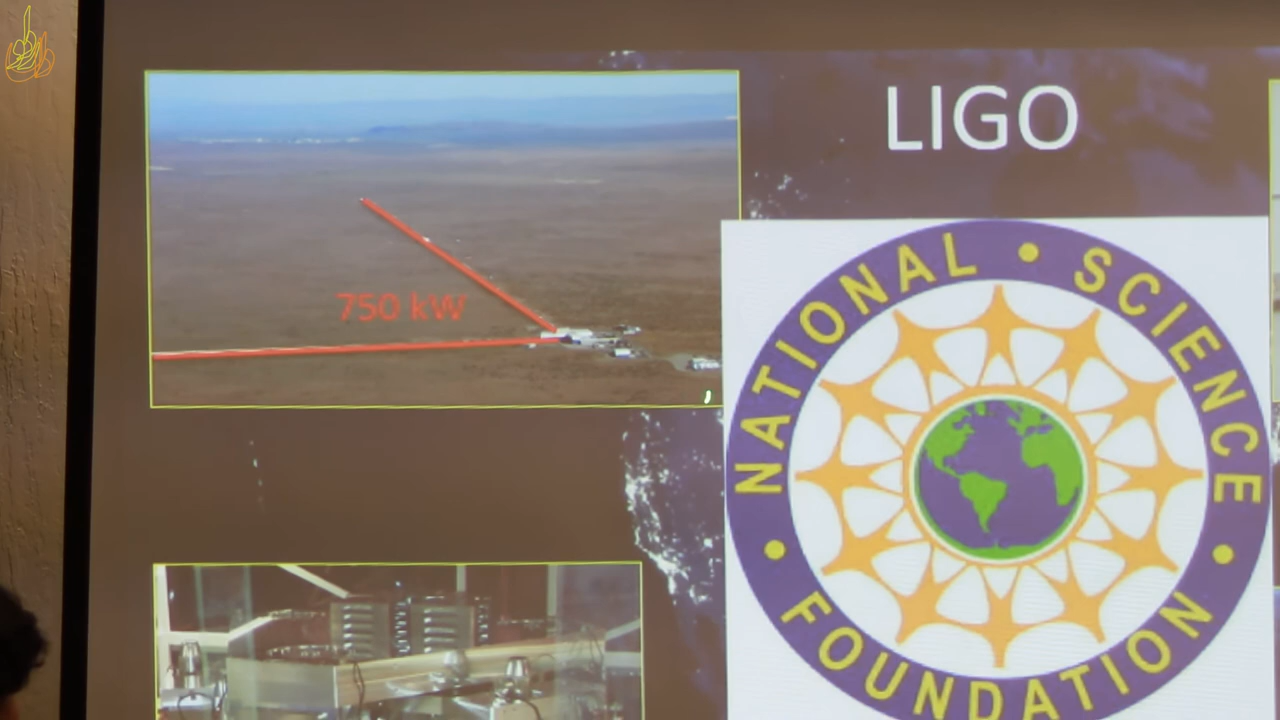 LIGO
750 kW
NATIONAL • SCIENCE • FOUNDATION •